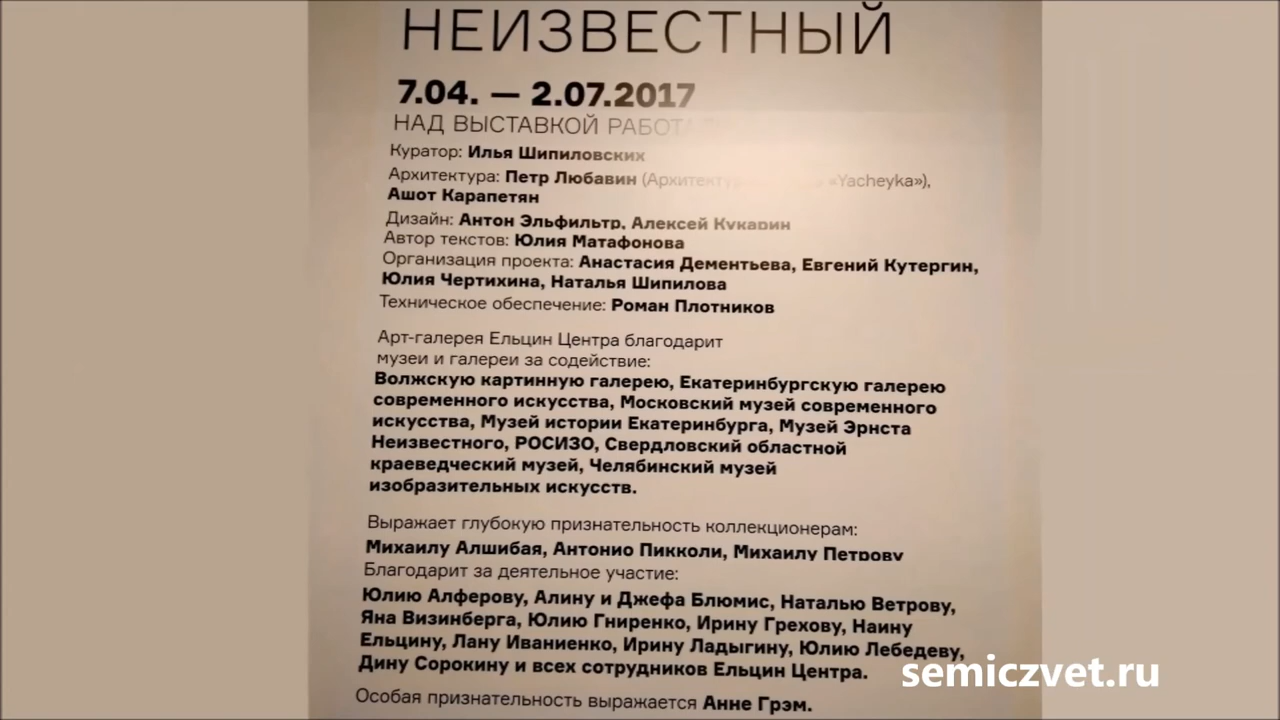 НЕИЗВЕСТНЫЙ
7.04. — 2.07.2017
НАД ВЫСТАВКОЙ
Куратор: Илья Шипиловских
Архитектура: Петр Любавин «Yacheyka»),
Ашот Карапетян
Дизайн: Антон Эльфильтр, Алексей Кукарин
Автор текстов: Юлия Матафонова
Организация проекта: Анастасия Дементьева, Евгений Кутергин,
Юлия Чертихина, Наталья Шипилова
Техническое обеспечение: Роман Плотников
Арт-галерея Ельцин Центра благодарит
музеи и галереи за содействие:
Волжскую картинную галерею, Екатеринбургскую галерею
современного искусства, Московский музей современного
искусства, Музей истории Екатеринбурга, Музей Эрнста
Неизвестного, РОСИЗО, Свердловский областной
краеведческий музей, Челябинский музей
изобразительных искусств.
Выражает глубокую признательность коллекционерам:
Михаилу Алшибая, Антонио Пикколи, Михаилу Петрову
Благодарит за деятельное участие:
Юлию Алферову, Алину и Джефа Блюмис, Наталью Ветрову,
Яна Визинберга, Юлию Гниренко, Ирину Грехову, Наину
Ельцину, Лану Иваниенко, Ирину Ладыгину, Юлию Лебедеву,
Дину Сорокину и всех сотрудников Ельцин Центра.
Особая признательность выражается Анне Грэм.
semiczvet.ru